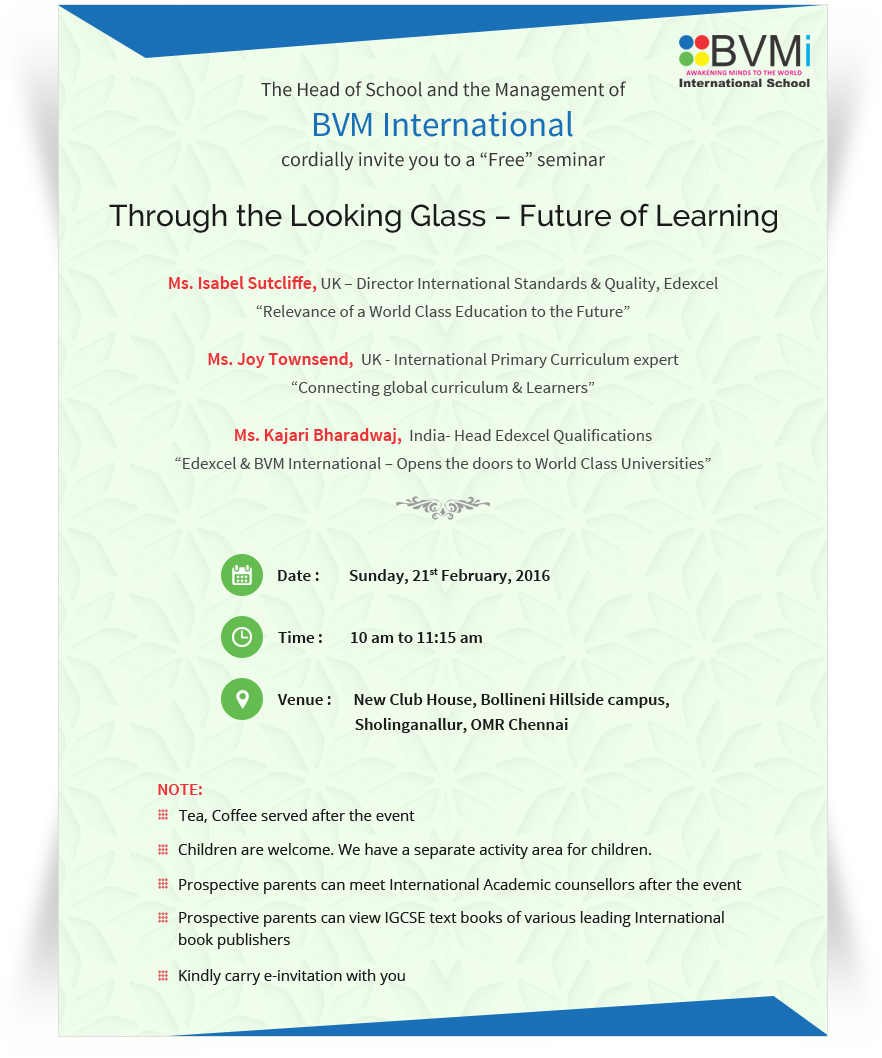 BVMi
AWAKENING MINDS TO THE WORLD
International School
The Head of School and the Management of
BVM International
cordially invite you to a “Free” seminar
Through the Looking Glass – Future of Learning
Ms. Isabel Sutcliffe, UK – Director International Standards & Quality, Edexcel
“Relevance of a World Class Education to the Future”
Ms. Joy Townsend, UK - International Primary Curriculum expert
“Connecting global curriculum & Learners”
Ms. Kajari Bharadwaj, India- Head Edexcel Qualifications
“Edexcel & BVM International – Opens the doors to World Class Universities”
Date : Sunday, 21st February, 2016
Time : 10 am to 11:15 am
Venue : New Club House, Bollineni Hillside campus,
Sholinganallur, OMR Chennai
NOTE:
Tea, Coffee served after the event
Children are welcome. We have a separate activity area for children.
Prospective parents can meet International Academic counsellors after the event
Prospective parents can view IGCSE text books of various leading International
book publishers
Kindly carry e-invitation with you